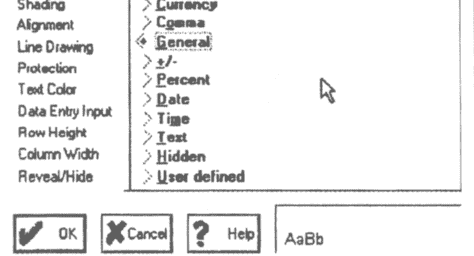 Shading
Alignment
Line Drawing
Protection
Text Color
Data Entry Input
Row Height
Column Width
Reveal/Hide
Currency
Comma
General
+/-
Percent
Date
Time
Text
Hidden
User defined
OK
Cancel
? Help
AaBb